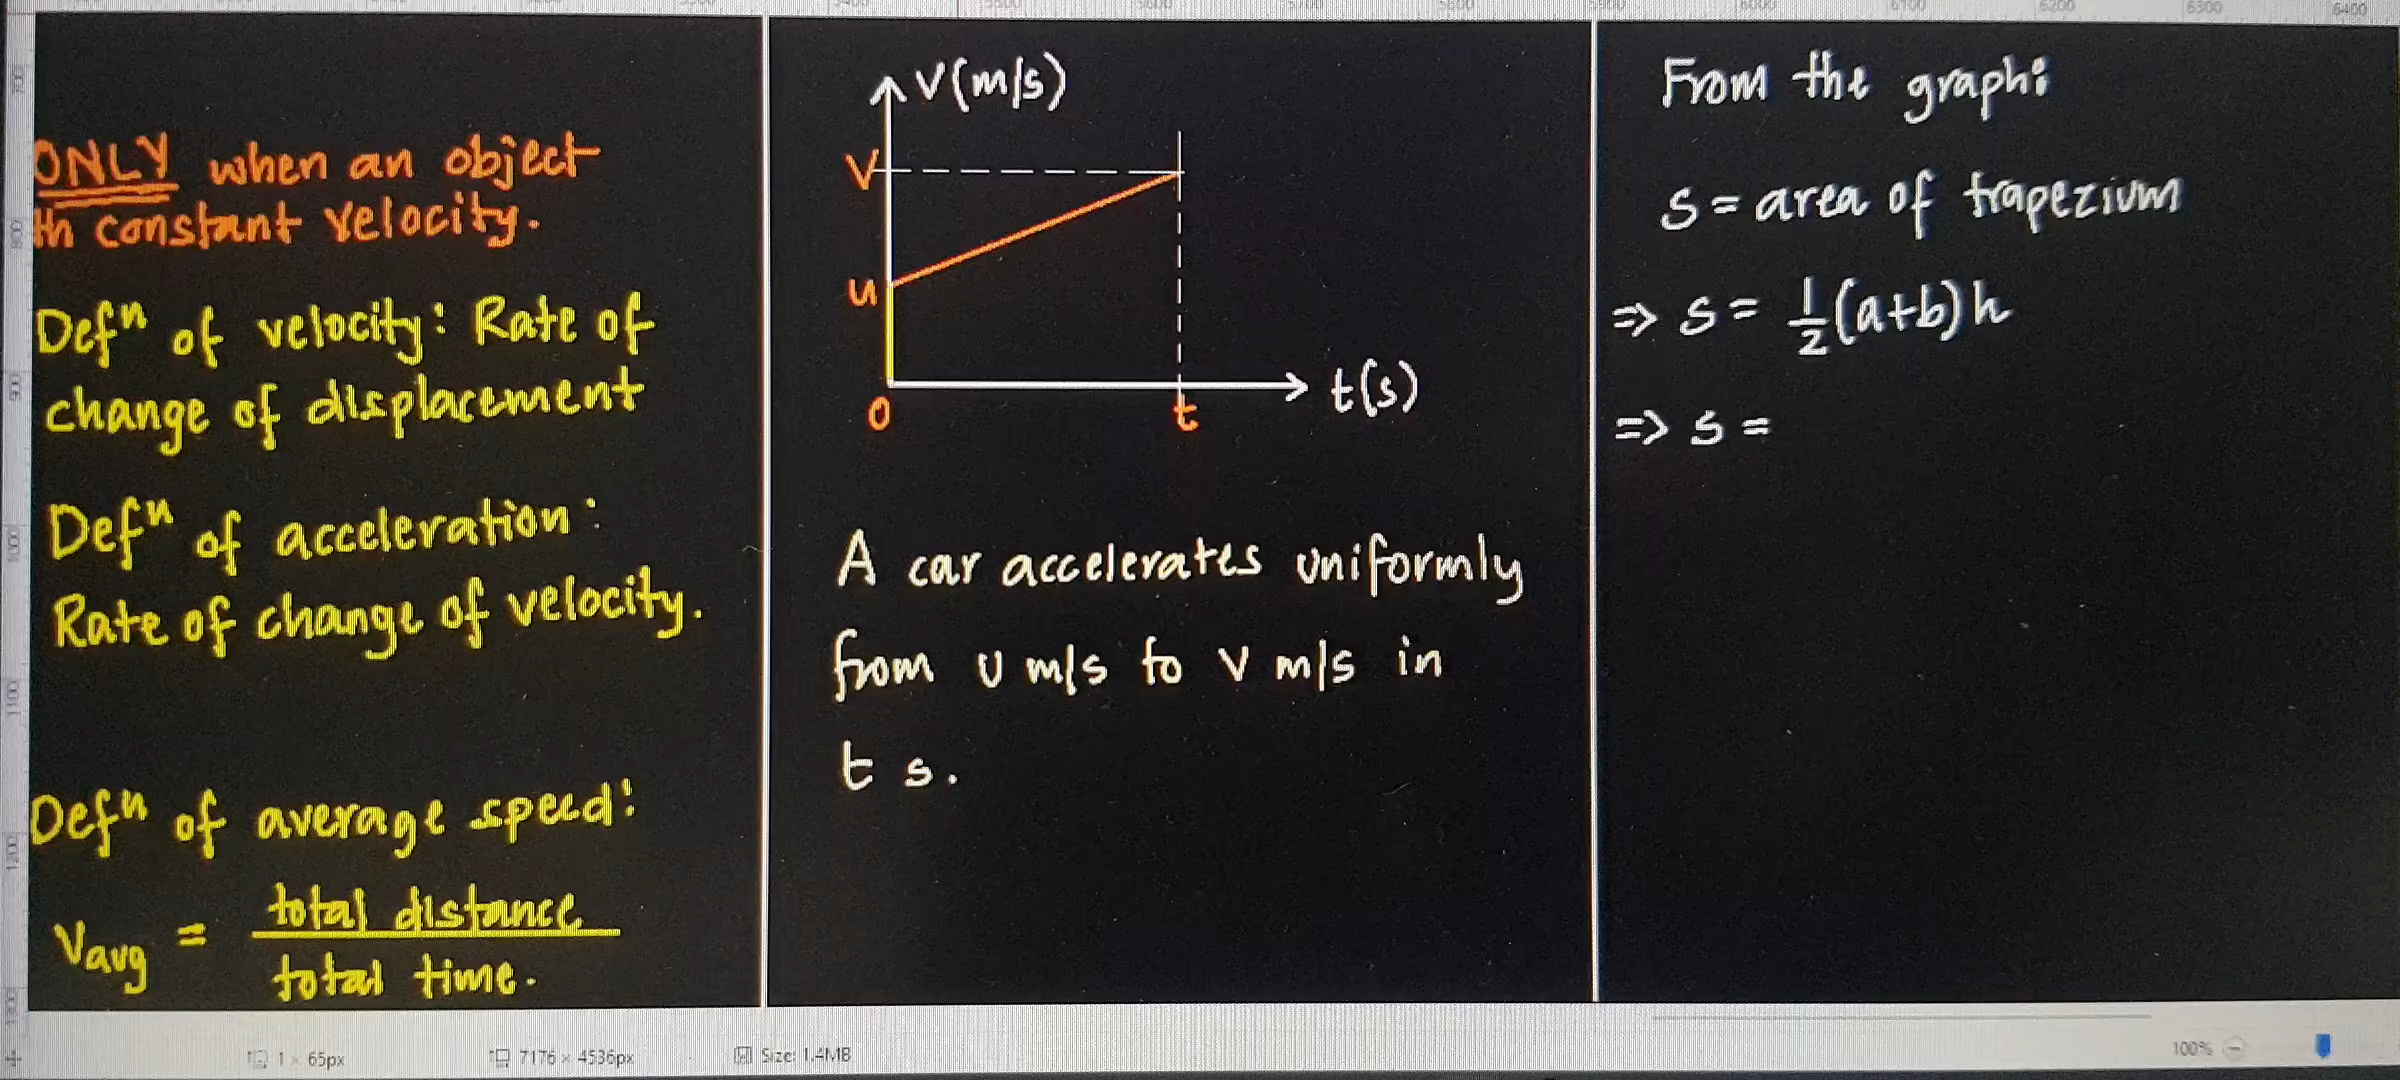 ONLY when an object
th constant velocity.
Defⁿ of velocity: Rate of
change of displacement
Defⁿ of acceleration:
Rate of change of velocity.
Defⁿ of average speed:
Vavg = total distance
total time.
V(m/s)
V
u
0
t
t(s)
A car accelerates uniformly
from u m/s to v m/s in
t s.
From the graph:
s = area of trapezium
⇒ s = 1/2(a+b)h
⇒ s =
1 × 65px
7176 × 4536px
Size: 1.4MB
100%